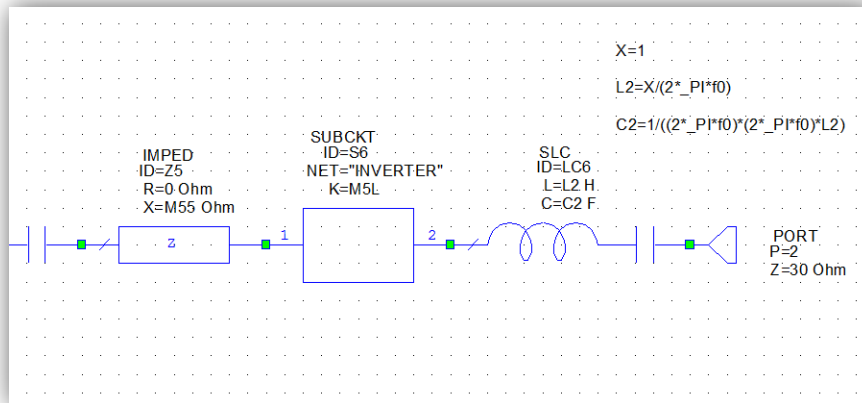 X=1
L2=X/(2*_PI*f0)
C2=1/((2*_PI*f0)*(2*_PI*f0)*L2)
IMPED
ID=Z5
R=0 Ohm
X=M55 Ohm
Z
SUBCKT
ID=S6
NET="INVERTER"
K=M5L
1
2
SLC
ID=LC6
L=L2 H
C=C2 F
PORT
P=2
Z=30 Ohm